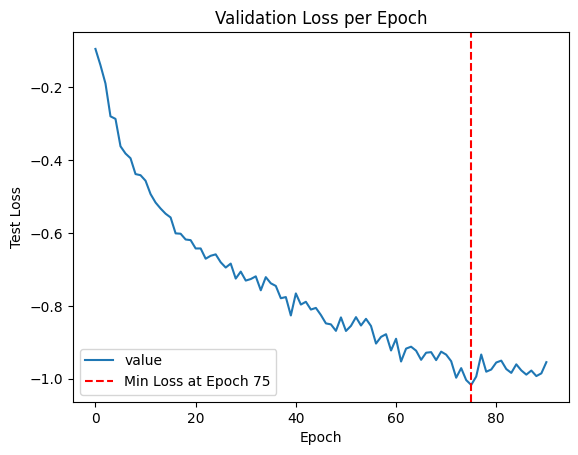 Validation Loss per Epoch
Test Loss
−0.2
−0.4
−0.6
−0.8
−1.0
value
Min Loss at Epoch 75
0
20
40
60
80
Epoch